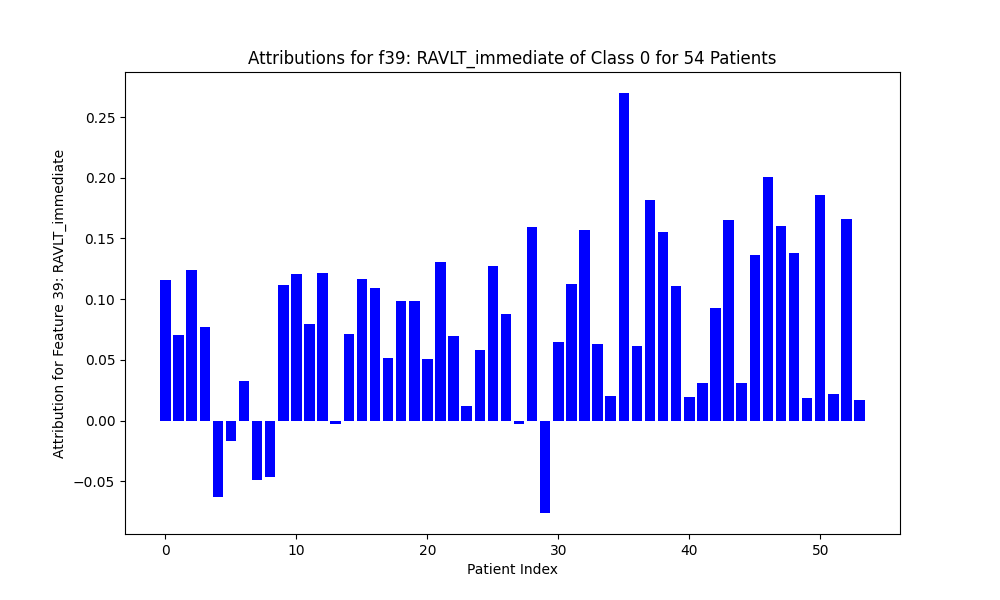 Attributions for f39: RAVLT_immediate of Class 0 for 54 Patients
Attribution for Feature 39: RAVLT_immediate
0.25
0.20
0.15
0.10
0.05
0.00
−0.05
0 10 20 30 40 50
Patient Index